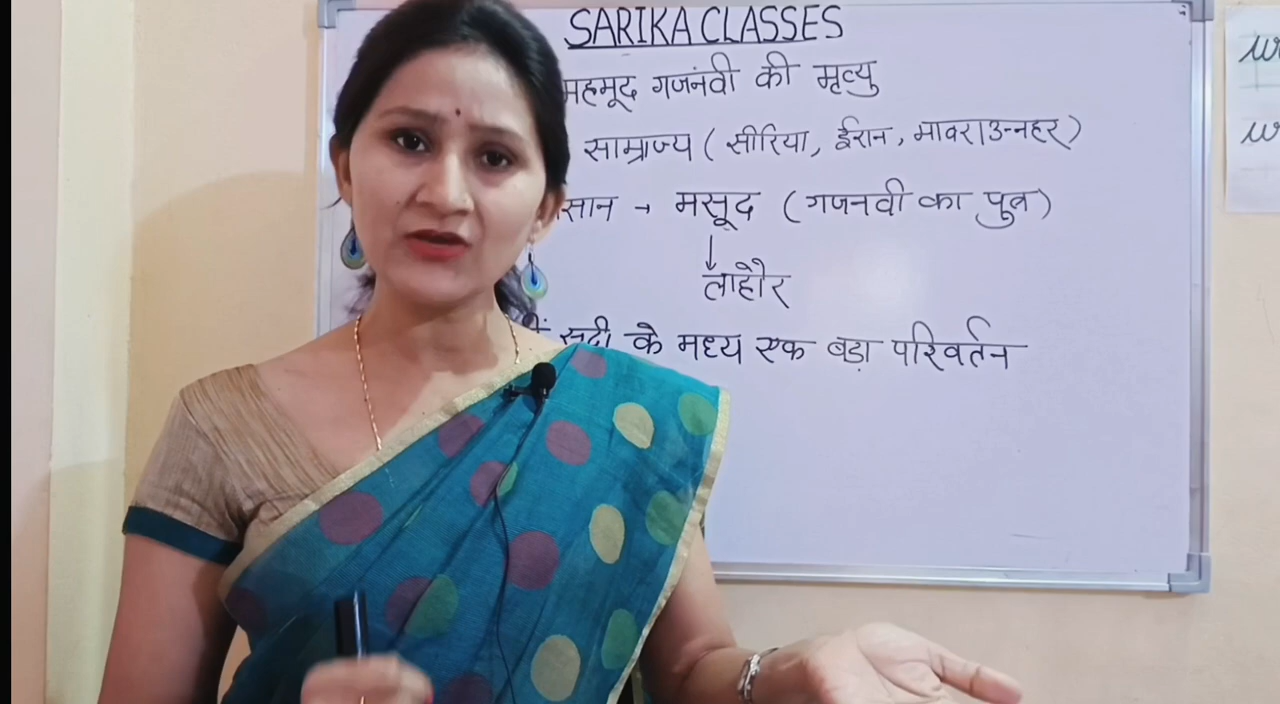 SARIKA CLASSES
महमूद गजनवी की मृत्यु
साम्राज्य ( सीरिया, ईरान, मावराउन्नहर )
→ मसूद ( गजनवी का पुत्र )
↓
लाहौर
सदी के मध्य एक बड़ा परिवर्तन